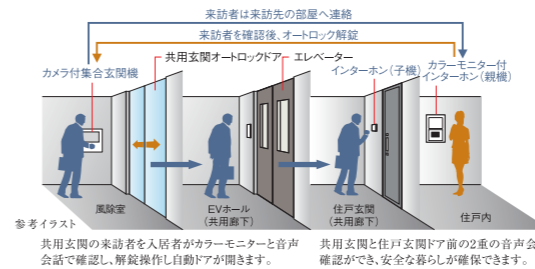 来訪者は来訪先の部屋へ連絡
来訪者を確認後、オートロック解錠
共用玄関オートロックドア
エレベーター
カメラ付集合玄関機
インターホン(子機)
カラーモニター付
インターホン(親機)
風除室
EVホール
(共用廊下)
住戸玄関
(共用廊下)
住戸内
参考イラスト
共用玄関の来訪者を入居者がカラーモニターと音声
会話で確認し、解錠操作し自動ドアが開きます。
共用玄関と住戸玄関ドア前の2重の音声会
確認ができ、安全な暮らしが確保できます。